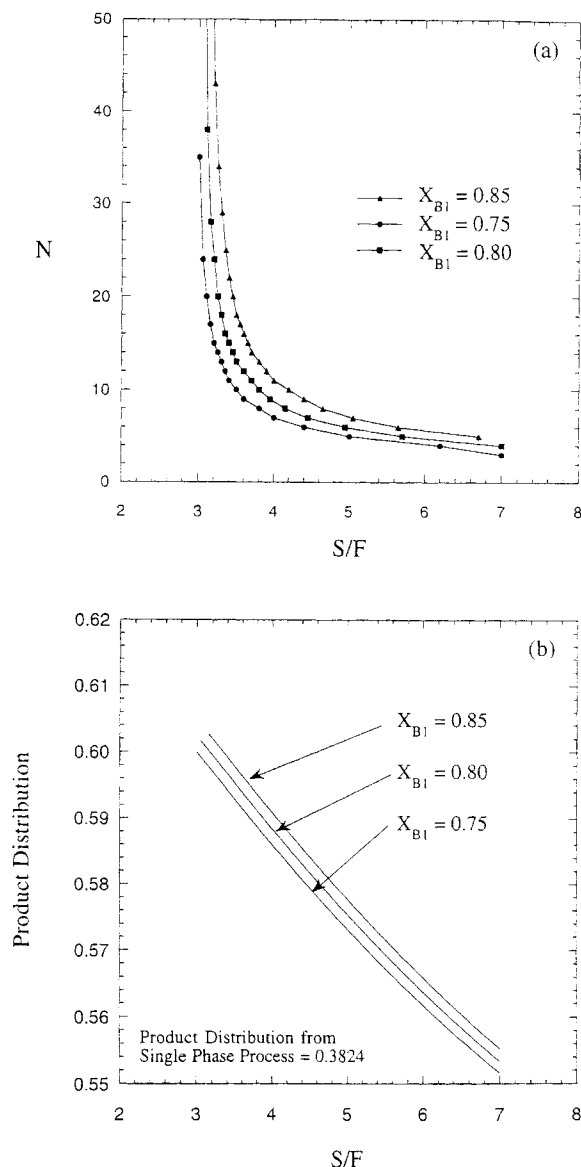 (a)
50
40
30
N
20
10
0
X_B1 = 0.85
X_B1 = 0.75
X_B1 = 0.80
2 3 4 5 6 7 8
S/F
(b)
0.62
0.61
0.60
0.59
0.58
0.57
0.56
0.55
Product Distribution
X_B1 = 0.85
X_B1 = 0.80
X_B1 = 0.75
Product Distribution from
Single Phase Process = 0.3824
2 3 4 5 6 7 8
S/F